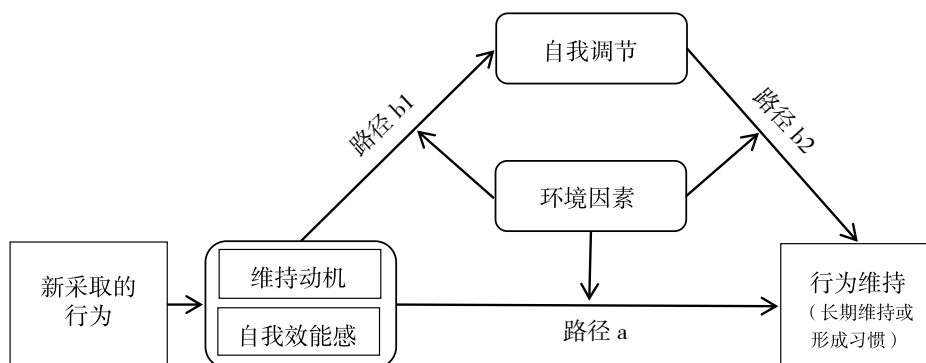 自我调节
路径 b1
路径 b2
环境因素
新采取的
行为
维持动机
自我效能感
路径 a
行为维持
（长期维持或
形成习惯）